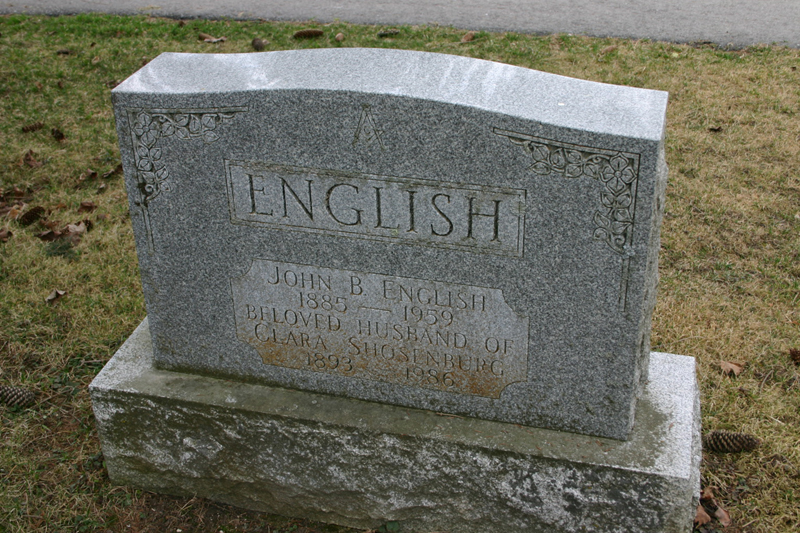 ENGLISH
JOHN B. ENGLISH
1885 — 1959
BELOVED HUSBAND OF
CLARA SHOSENBURG
1893 — 1986